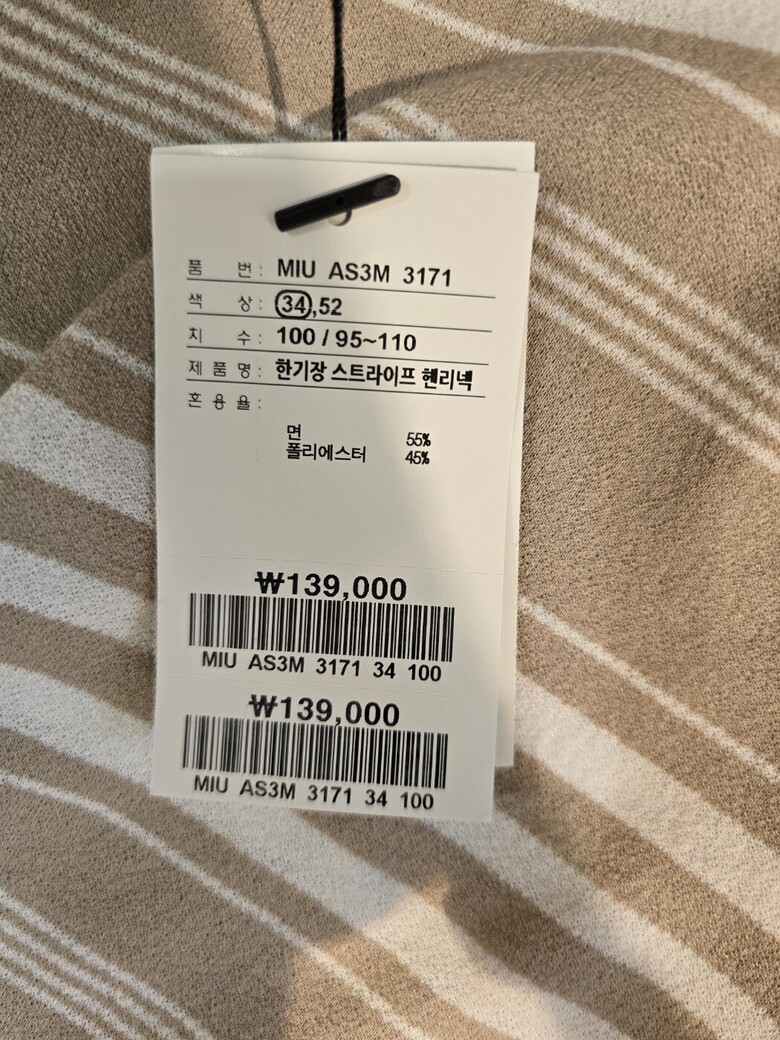 품 번 : MIU AS3M 3171
색 상 : 34,52
치 수 : 100 / 95~110
제 품 명 : 한기장 스트라이프 헨리넥
혼 용 율 :
면 55%
폴리에스터 45%
₩139,000
MIU AS3M 3171 34 100
₩139,000
MIU AS3M 3171 34 100